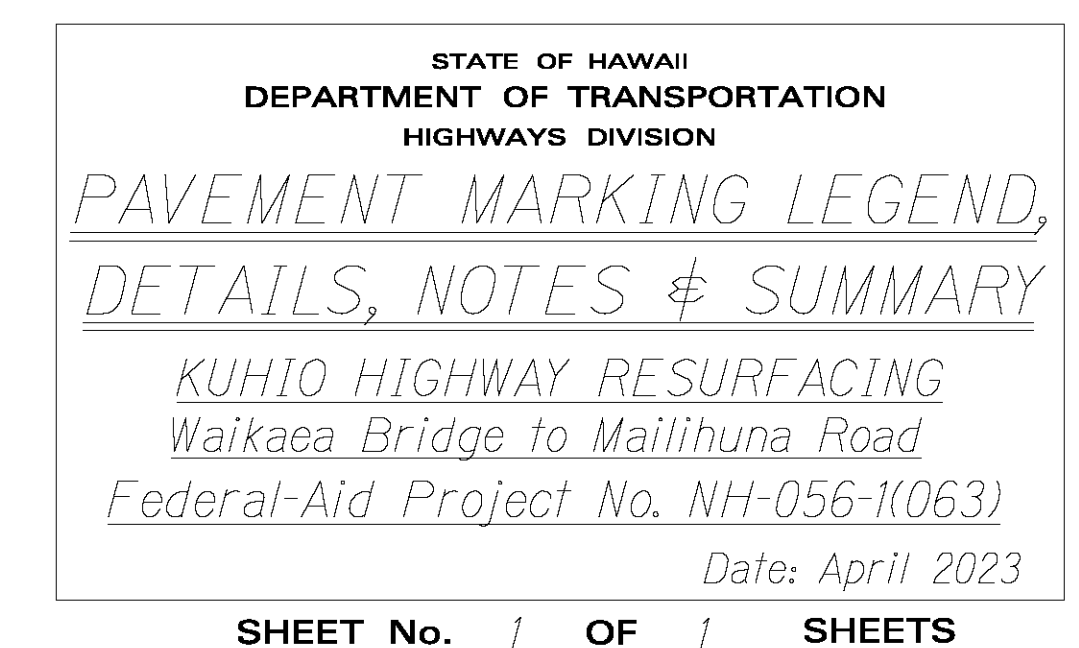 STATE OF HAWAII
DEPARTMENT OF TRANSPORTATION
HIGHWAYS DIVISION
PAVEMENT MARKING LEGEND,
DETAILS, NOTES & SUMMARY
KUHIO HIGHWAY RESURFACING
Waikaea Bridge to Mailihuna Road
Federal-Aid Project No. NH-056-1(063)
Date: April 2023
SHEET No. 1 OF 1 SHEETS